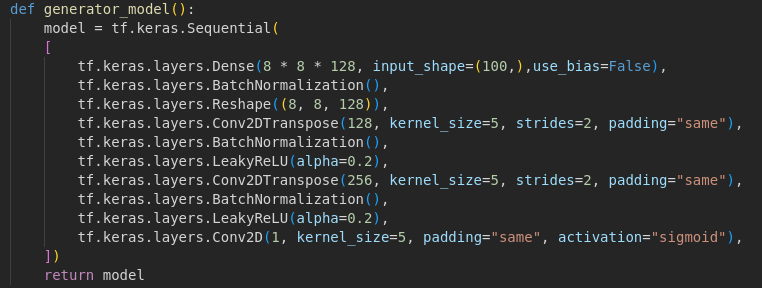 def generator_model():
    model = tf.keras.Sequential(
    [
        tf.keras.layers.Dense(8 * 8 * 128, input_shape=(100,),use_bias=False),
        tf.keras.layers.BatchNormalization(),
        tf.keras.layers.Reshape((8, 8, 128)),
        tf.keras.layers.Conv2DTranspose(128, kernel_size=5, strides=2, padding="same"),
        tf.keras.layers.BatchNormalization(),
        tf.keras.layers.LeakyReLU(alpha=0.2),
        tf.keras.layers.Conv2DTranspose(256, kernel_size=5, strides=2, padding="same"),
        tf.keras.layers.BatchNormalization(),
        tf.keras.layers.LeakyReLU(alpha=0.2),
        tf.keras.layers.Conv2D(1, kernel_size=5, padding="same", activation="sigmoid"),
    ])
    return model